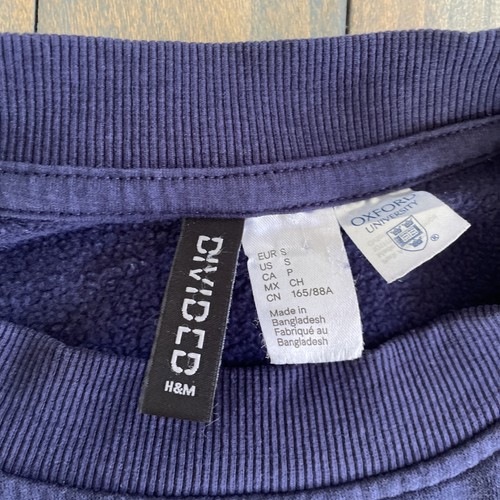 DIVIDED
H&M
EUR S
US S
CA P
MX CH
CN 165/88A
Made in
Bangladesh
Fabriqué au
Bangladesh
OXFORD
UNIVERSITY
®